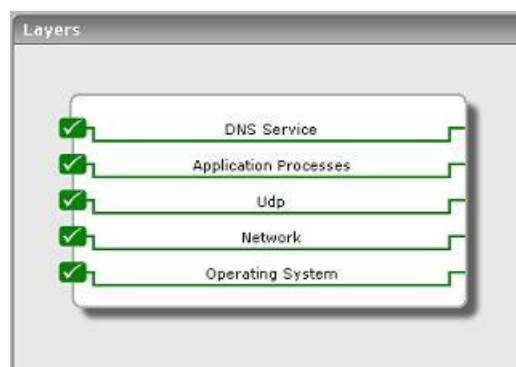 Layers
DNS Service
Application Processes
Udp
Network
Operating System